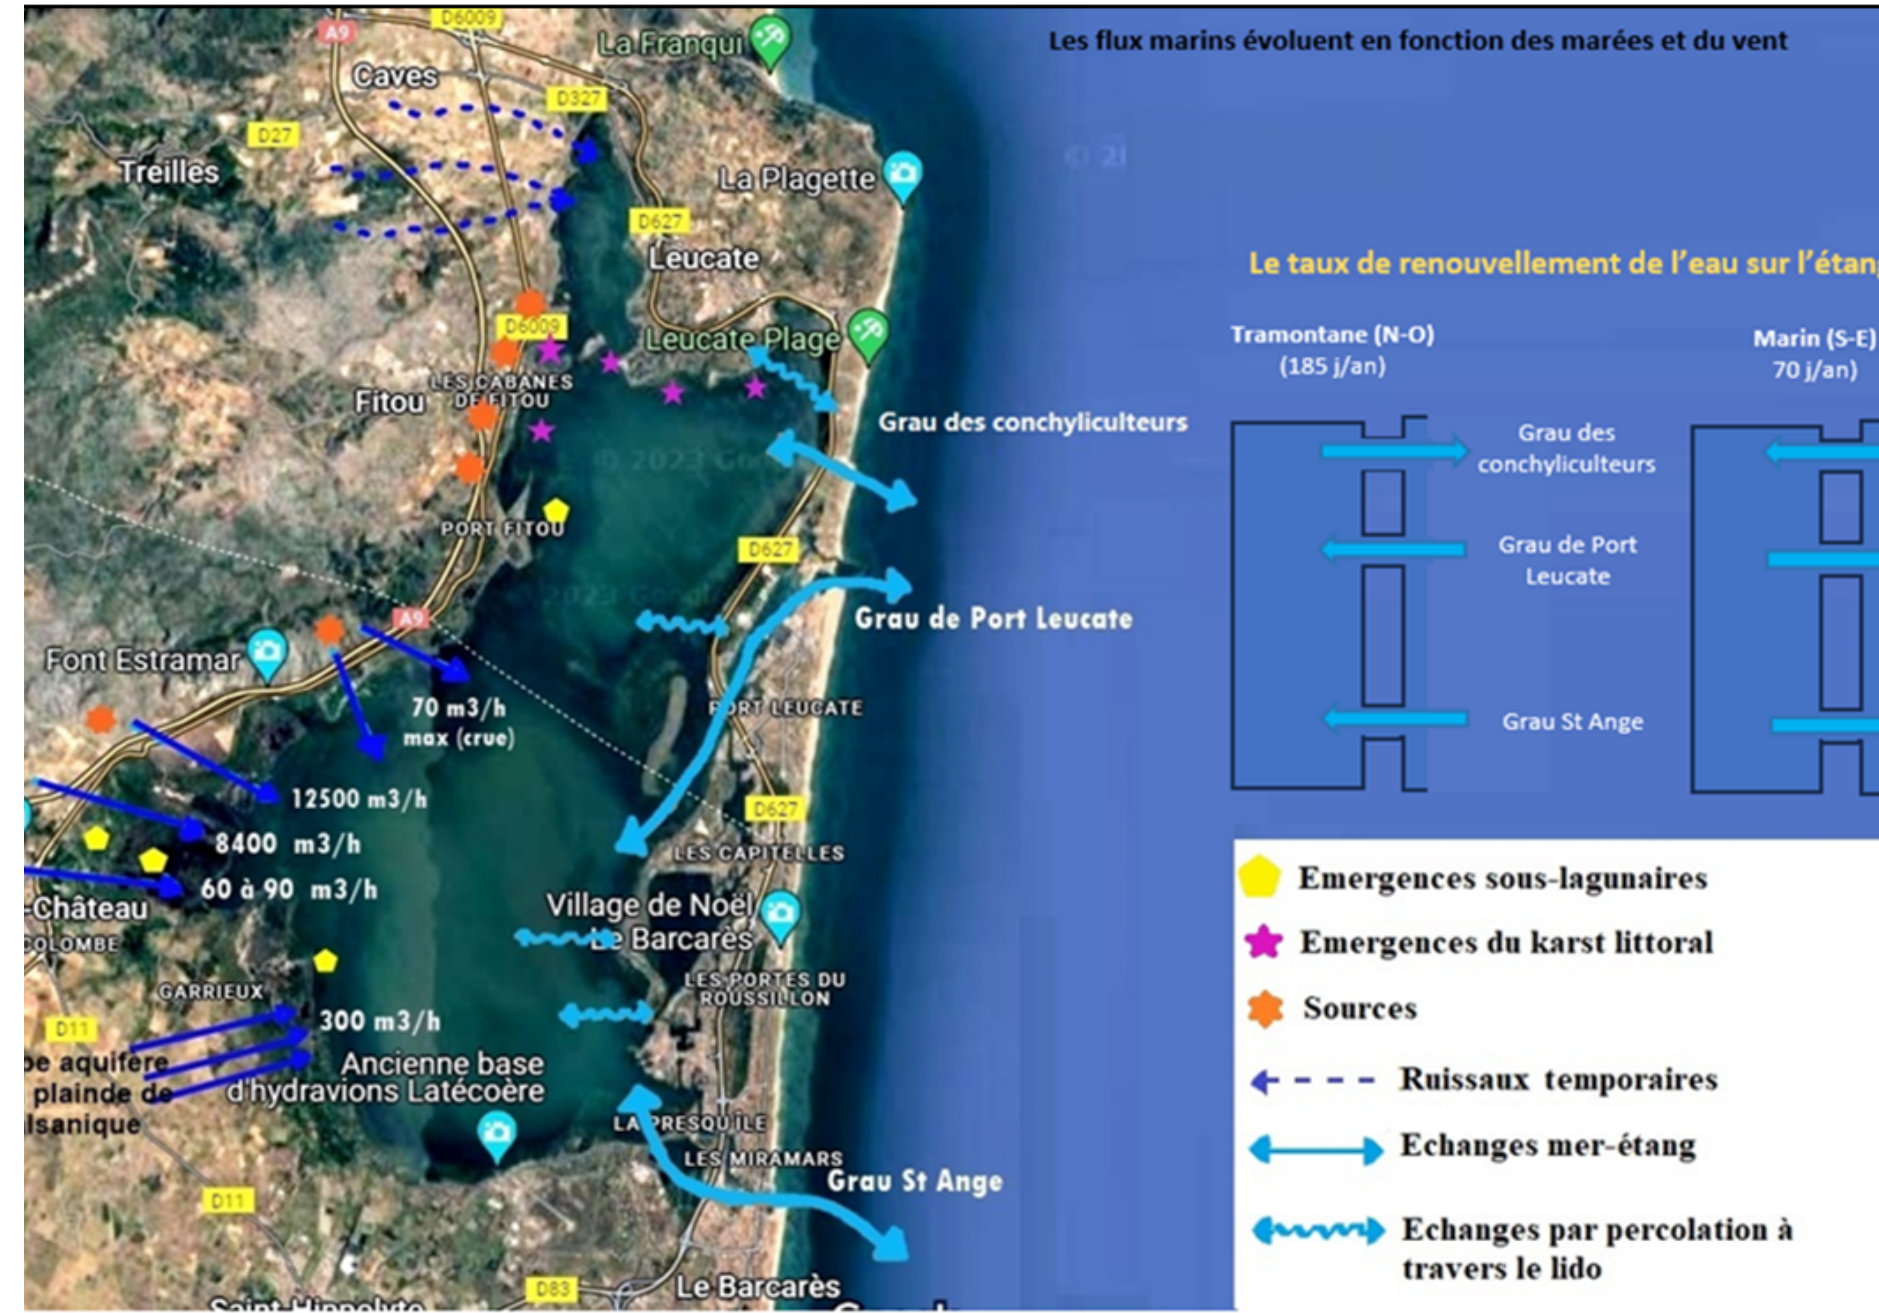 D6009
A9
La Franqui
Les flux marins évoluent en fonction des marées et du vent
Caves
D327
D27
Treilles
La Plagette
D627
Leucate
Le taux de renouvellement de l'eau sur l'étang
D6009
Leucate Plage
Tramontane (N-O)
(185 j/an)
Marin (S-E)
70 j/an)
LES CABANES
DE FITOU
Fitou
Grau des conchyliculteurs
Grau des
conchyliculteurs
© 2023
PORT FITOU
D627
Grau de Port
Leucate
2023
A9
Grau de Port Leucate
Font Estramar
70 m3/h
max (crue)
PORT LEUCATE
Grau St Ange
12500 m3/h
D627
8400 m3/h
LES CAPITELLES
60 à 90 m3/h
-Château
COLOMBE
Village de Noël
Le Barcarès
Emergences sous-lagunaires
Emergences du karst littoral
GARRIEUX
LES PORTES DU
ROUSSILLON
Sources
300 m3/h
D11
be aquifère
plainde de
lsanique
Ancienne base
d'hydravions Latécoère
Ruissaux temporaires
LA PRESQU'ÎLE
LES MIRAMARS
Echanges mer-étang
Grau St Ange
D11
Echanges par percolation à
travers le lido
D83
Le Barcarès
Saint-Hippolyte